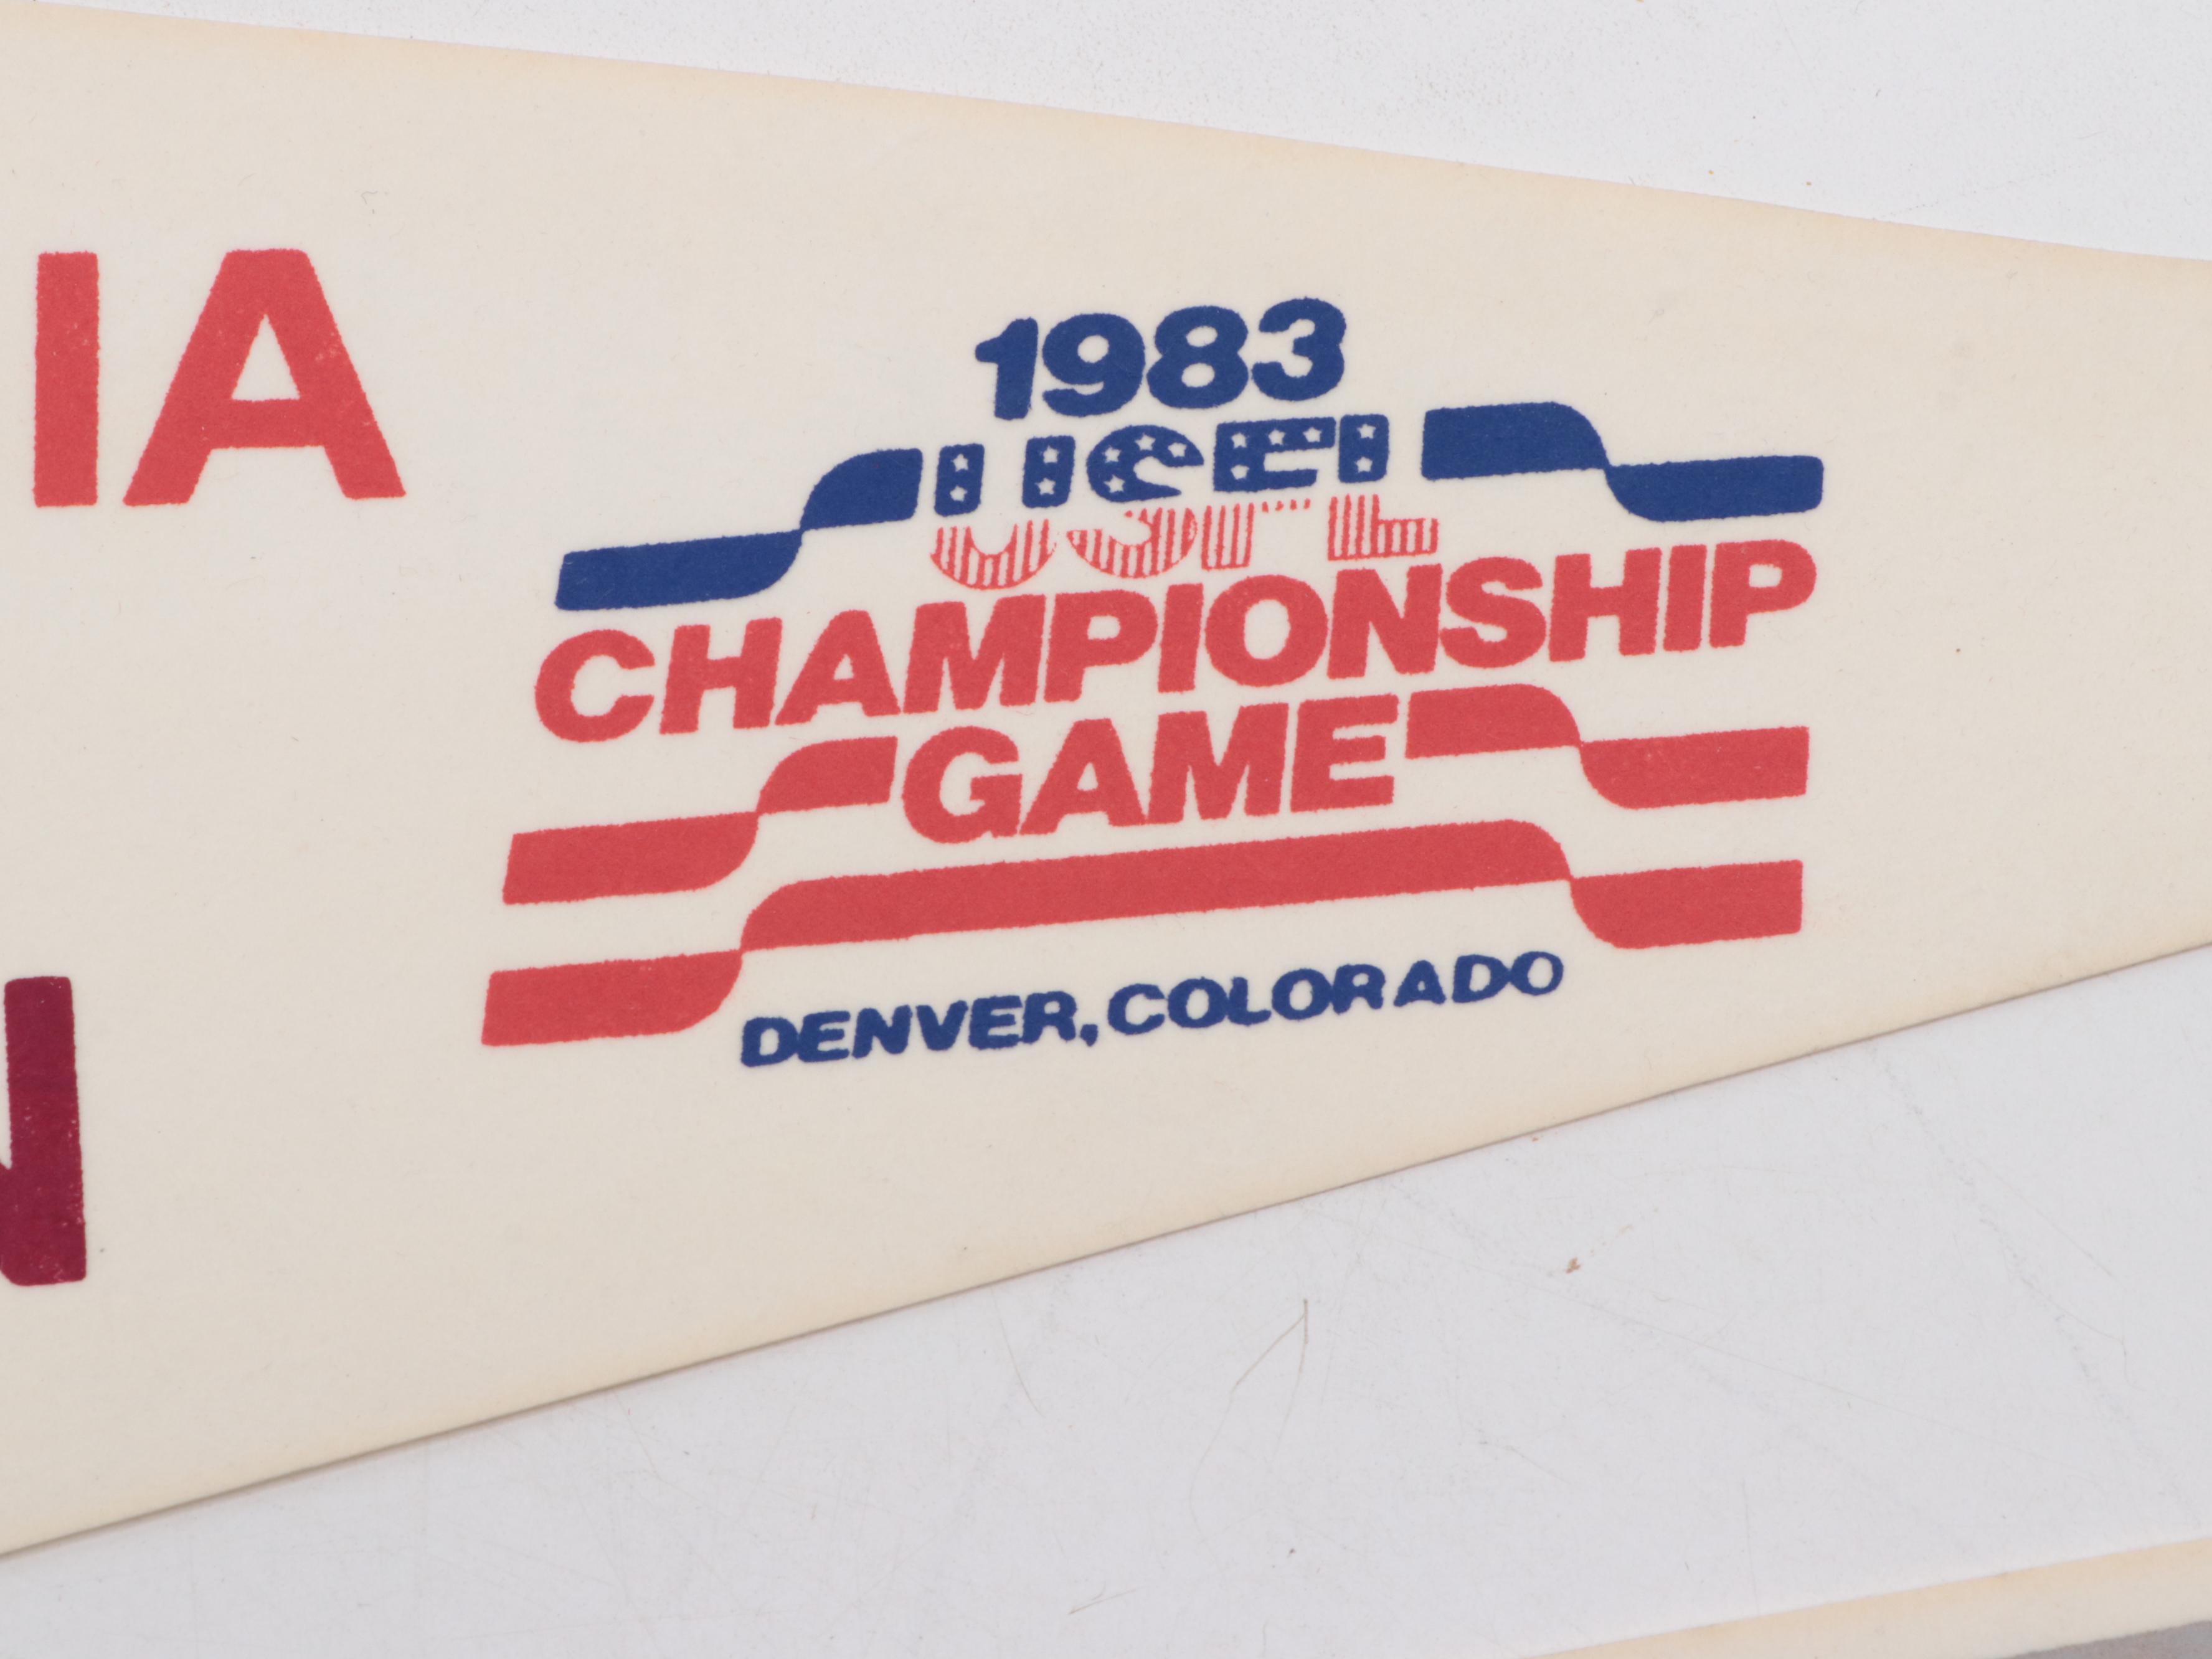 IA
1983
USFL
CHAMPIONSHIP
GAME
DENVER, COLORADO
N